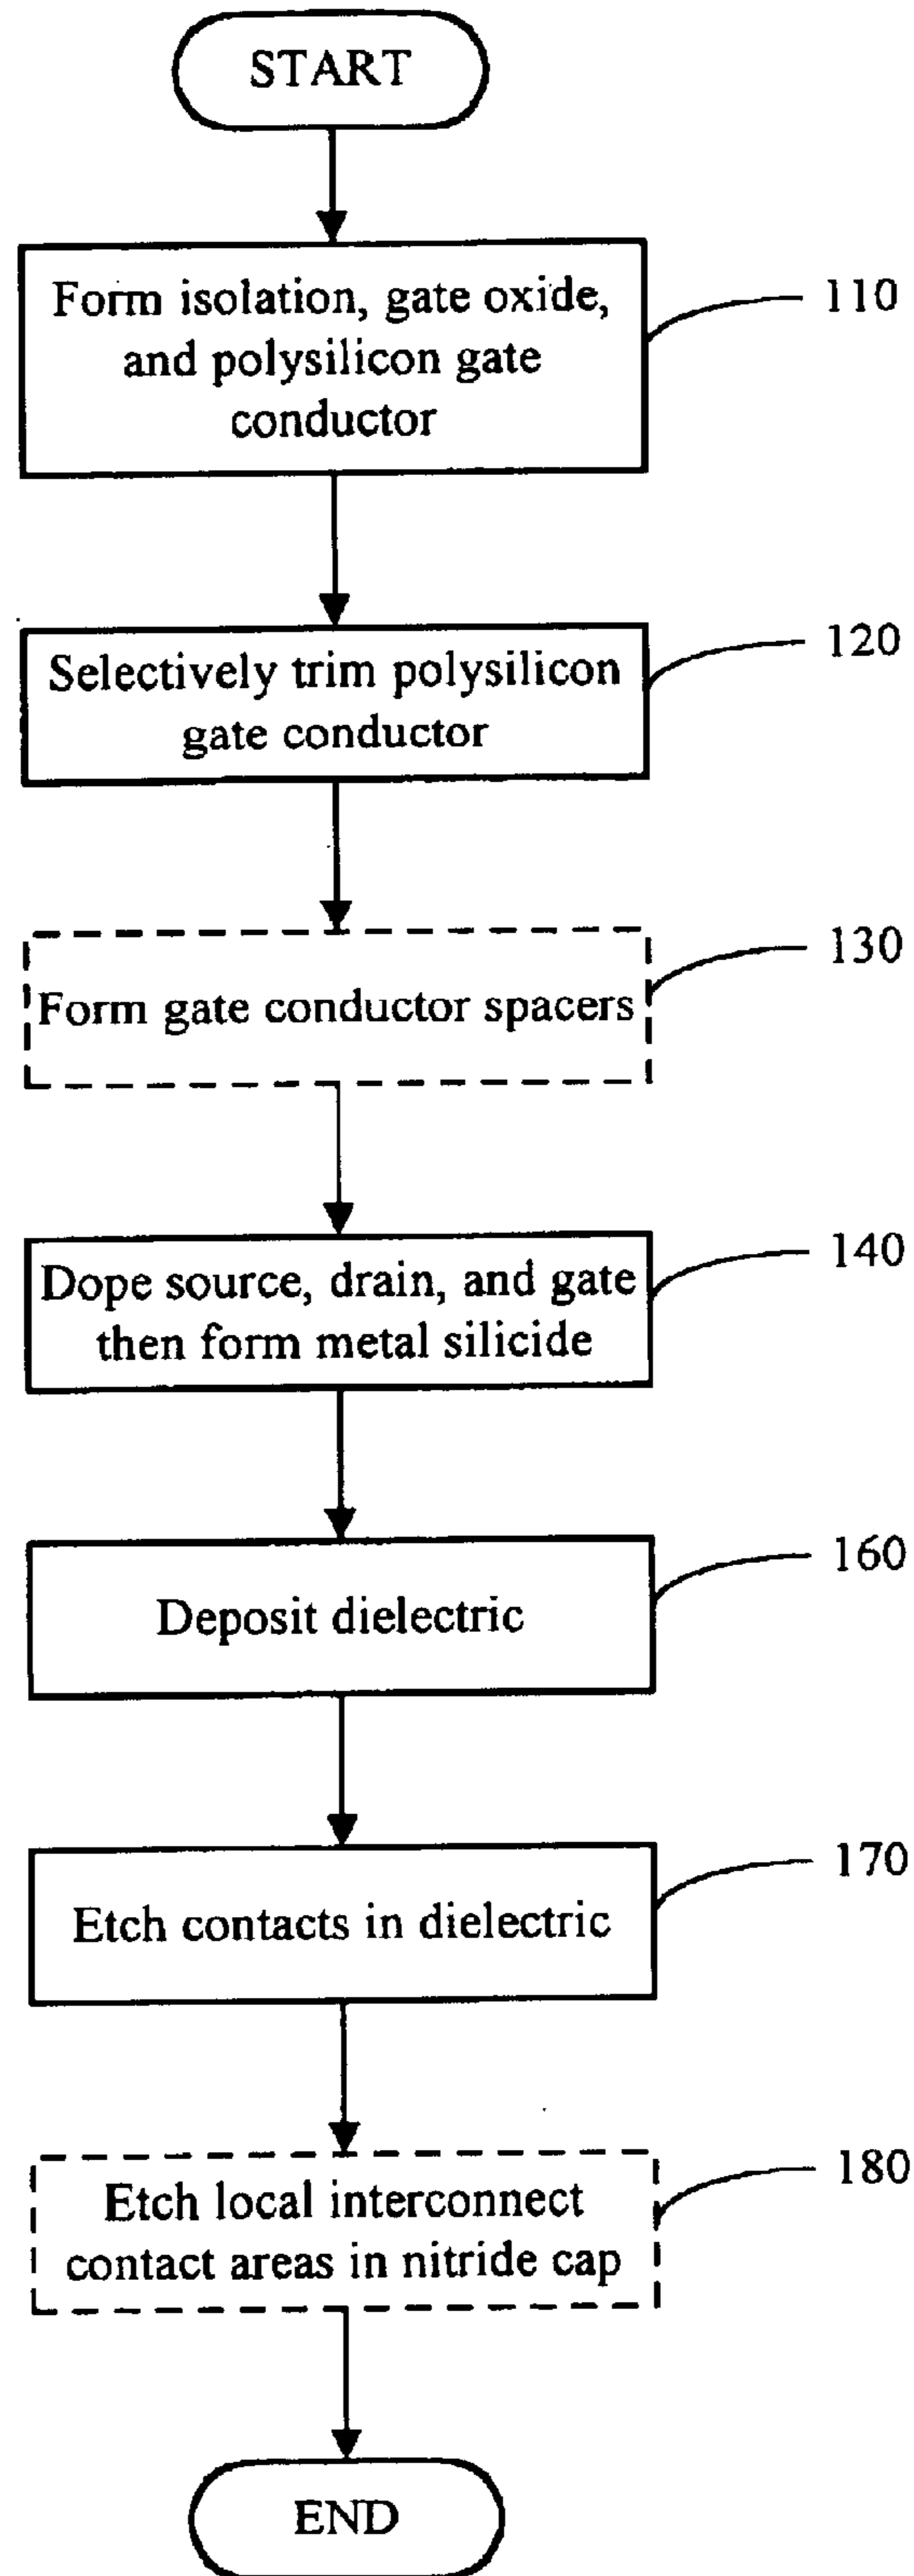 START
Form isolation, gate oxide,
and polysilicon gate
conductor
110
Selectively trim polysilicon
gate conductor
120
Form gate conductor spacers
130
Dope source, drain, and gate
then form metal silicide
140
Deposit dielectric
160
Etch contacts in dielectric
170
Etch local interconnect
contact areas in nitride cap
180
END